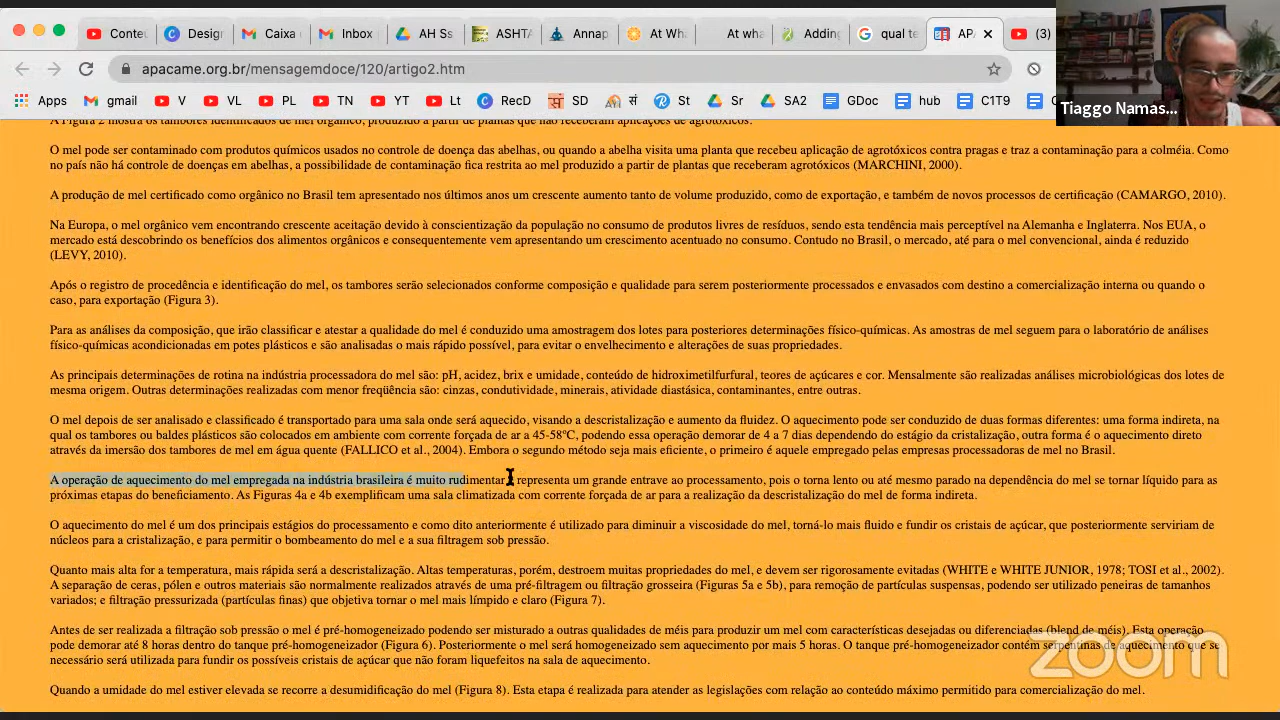 Conte
Desig
Caixa
Inbox
AH Ss
ASHTA
Annap
At Wha
At wha
Adding
qual te
APA
(3)
apacame.org.br/mensagemdoce/120/artigo2.htm
Apps
gmail
V
VL
PL
TN
YT
Lt
RecD
SD
सं
St
Sr
SA2
GDoc
hub
C1T9
Tiaggo Namas...
A Figura 2 mostra os tambores identificados de mel orgânico, produzido a partir de plantas que não receberam aplicações de agrotóxicos.
O mel pode ser contaminado com produtos químicos usados no controle de doença das abelhas, ou quando a abelha visita uma planta que recebeu aplicação de agrotóxicos contra pragas e traz a contaminação para a colméia. Como
no país não há controle de doenças em abelhas, a possibilidade de contaminação fica restrita ao mel produzido a partir de plantas que receberam agrotóxicos (MARCHINI, 2000).
A produção de mel certificado como orgânico no Brasil tem apresentado nos últimos anos um crescente aumento tanto de volume produzido, como de exportação, e também de novos processos de certificação (CAMARGO, 2010).
Na Europa, o mel orgânico vem encontrando crescente aceitação devido à conscientização da população no consumo de produtos livres de resíduos, sendo esta tendência mais perceptível na Alemanha e Inglaterra. Nos EUA, o
mercado está descobrindo os benefícios dos alimentos orgânicos e consequentemente vem apresentando um crescimento acentuado no consumo. Contudo no Brasil, o mercado, até para o mel convencional, ainda é reduzido
(LEVY, 2010).
Após o registro de procedência e identificação do mel, os tambores serão selecionados conforme composição e qualidade para serem posteriormente processados e envasados com destino a comercialização interna ou quando o
caso, para exportação (Figura 3).
Para as análises da composição, que irão classificar e atestar a qualidade do mel é conduzido uma amostragem dos lotes para posteriores determinações físico-químicas. As amostras de mel seguem para o laboratório de análises
físico-químicas acondicionadas em potes plásticos e são analisadas o mais rápido possível, para evitar o envelhecimento e alterações de suas propriedades.
As principais determinações de rotina na indústria processadora do mel são: pH, acidez, brix e umidade, conteúdo de hidroximetilfurfural, teores de açúcares e cor. Mensalmente são realizadas análises microbiológicas dos lotes de
mesma origem. Outras determinações realizadas com menor freqüência são: cinzas, condutividade, minerais, atividade diastásica, contaminantes, entre outras.
O mel depois de ser analisado e classificado é transportado para uma sala onde será aquecido, visando a descristalização e aumento da fluidez. O aquecimento pode ser conduzido de duas formas diferentes: uma forma indireta, na
qual os tambores ou baldes plásticos são colocados em ambiente com corrente forçada de ar a 45-58ºC, podendo essa operação demorar de 4 a 7 dias dependendo do estágio da cristalização, outra forma é o aquecimento direto
através da imersão dos tambores de mel em água quente (FALLICO et al., 2004). Embora o segundo método seja mais eficiente, o primeiro é aquele empregado pelas empresas processadoras de mel no Brasil.
A operação de aquecimento do mel empregada na indústria brasileira é muito rudimentar representa um grande entrave ao processamento, pois o torna lento ou até mesmo parado na dependência do mel se tornar líquido para as
próximas etapas do beneficiamento. As Figuras 4a e 4b exemplificam uma sala climatizada com corrente forçada de ar para a realização da descristalização do mel de forma indireta.
O aquecimento do mel é um dos principais estágios do processamento e como dito anteriormente é utilizado para diminuir a viscosidade do mel, torná-lo mais fluido e fundir os cristais de açúcar, que posteriormente serviriam de
núcleos para a cristalização, e para permitir o bombeamento do mel e a sua filtragem sob pressão.
Quanto mais alta for a temperatura, mais rápida será a descristalização. Altas temperaturas, porém, destroem muitas propriedades do mel, e devem ser rigorosamente evitadas (WHITE e WHITE JUNIOR, 1978; TOSI et al., 2002).
A separação de ceras, pólen e outros materiais são normalmente realizados através de uma pré-filtragem ou filtração grosseira (Figuras 5a e 5b), para remoção de partículas suspensas, podendo ser utilizado peneiras de tamanhos
variados; e filtração pressurizada (partículas finas) que objetiva tornar o mel mais límpido e claro (Figura 7).
Antes de ser realizada a filtração sob pressão o mel é pré-homogeneizado podendo ser misturado a outras qualidades de méis para produzir um mel com características desejadas ou diferenciadas (blend de méis). Esta operação
pode demorar até 8 horas dentro do tanque pré-homogeneizador (Figura 6). Posteriormente o mel será homogeneizado sem aquecimento por mais 5 horas. O tanque pré-homogeneizador contém serpentinas de aquecimento que se
necessário será utilizada para fundir os possíveis cristais de açúcar que não foram liquefeitos na sala de aquecimento.
Quando a umidade do mel estiver elevada se recorre a desumidificação do mel (Figura 8). Esta etapa é realizada para atender as legislações com relação ao conteúdo máximo permitido para comercialização do mel.
zoom